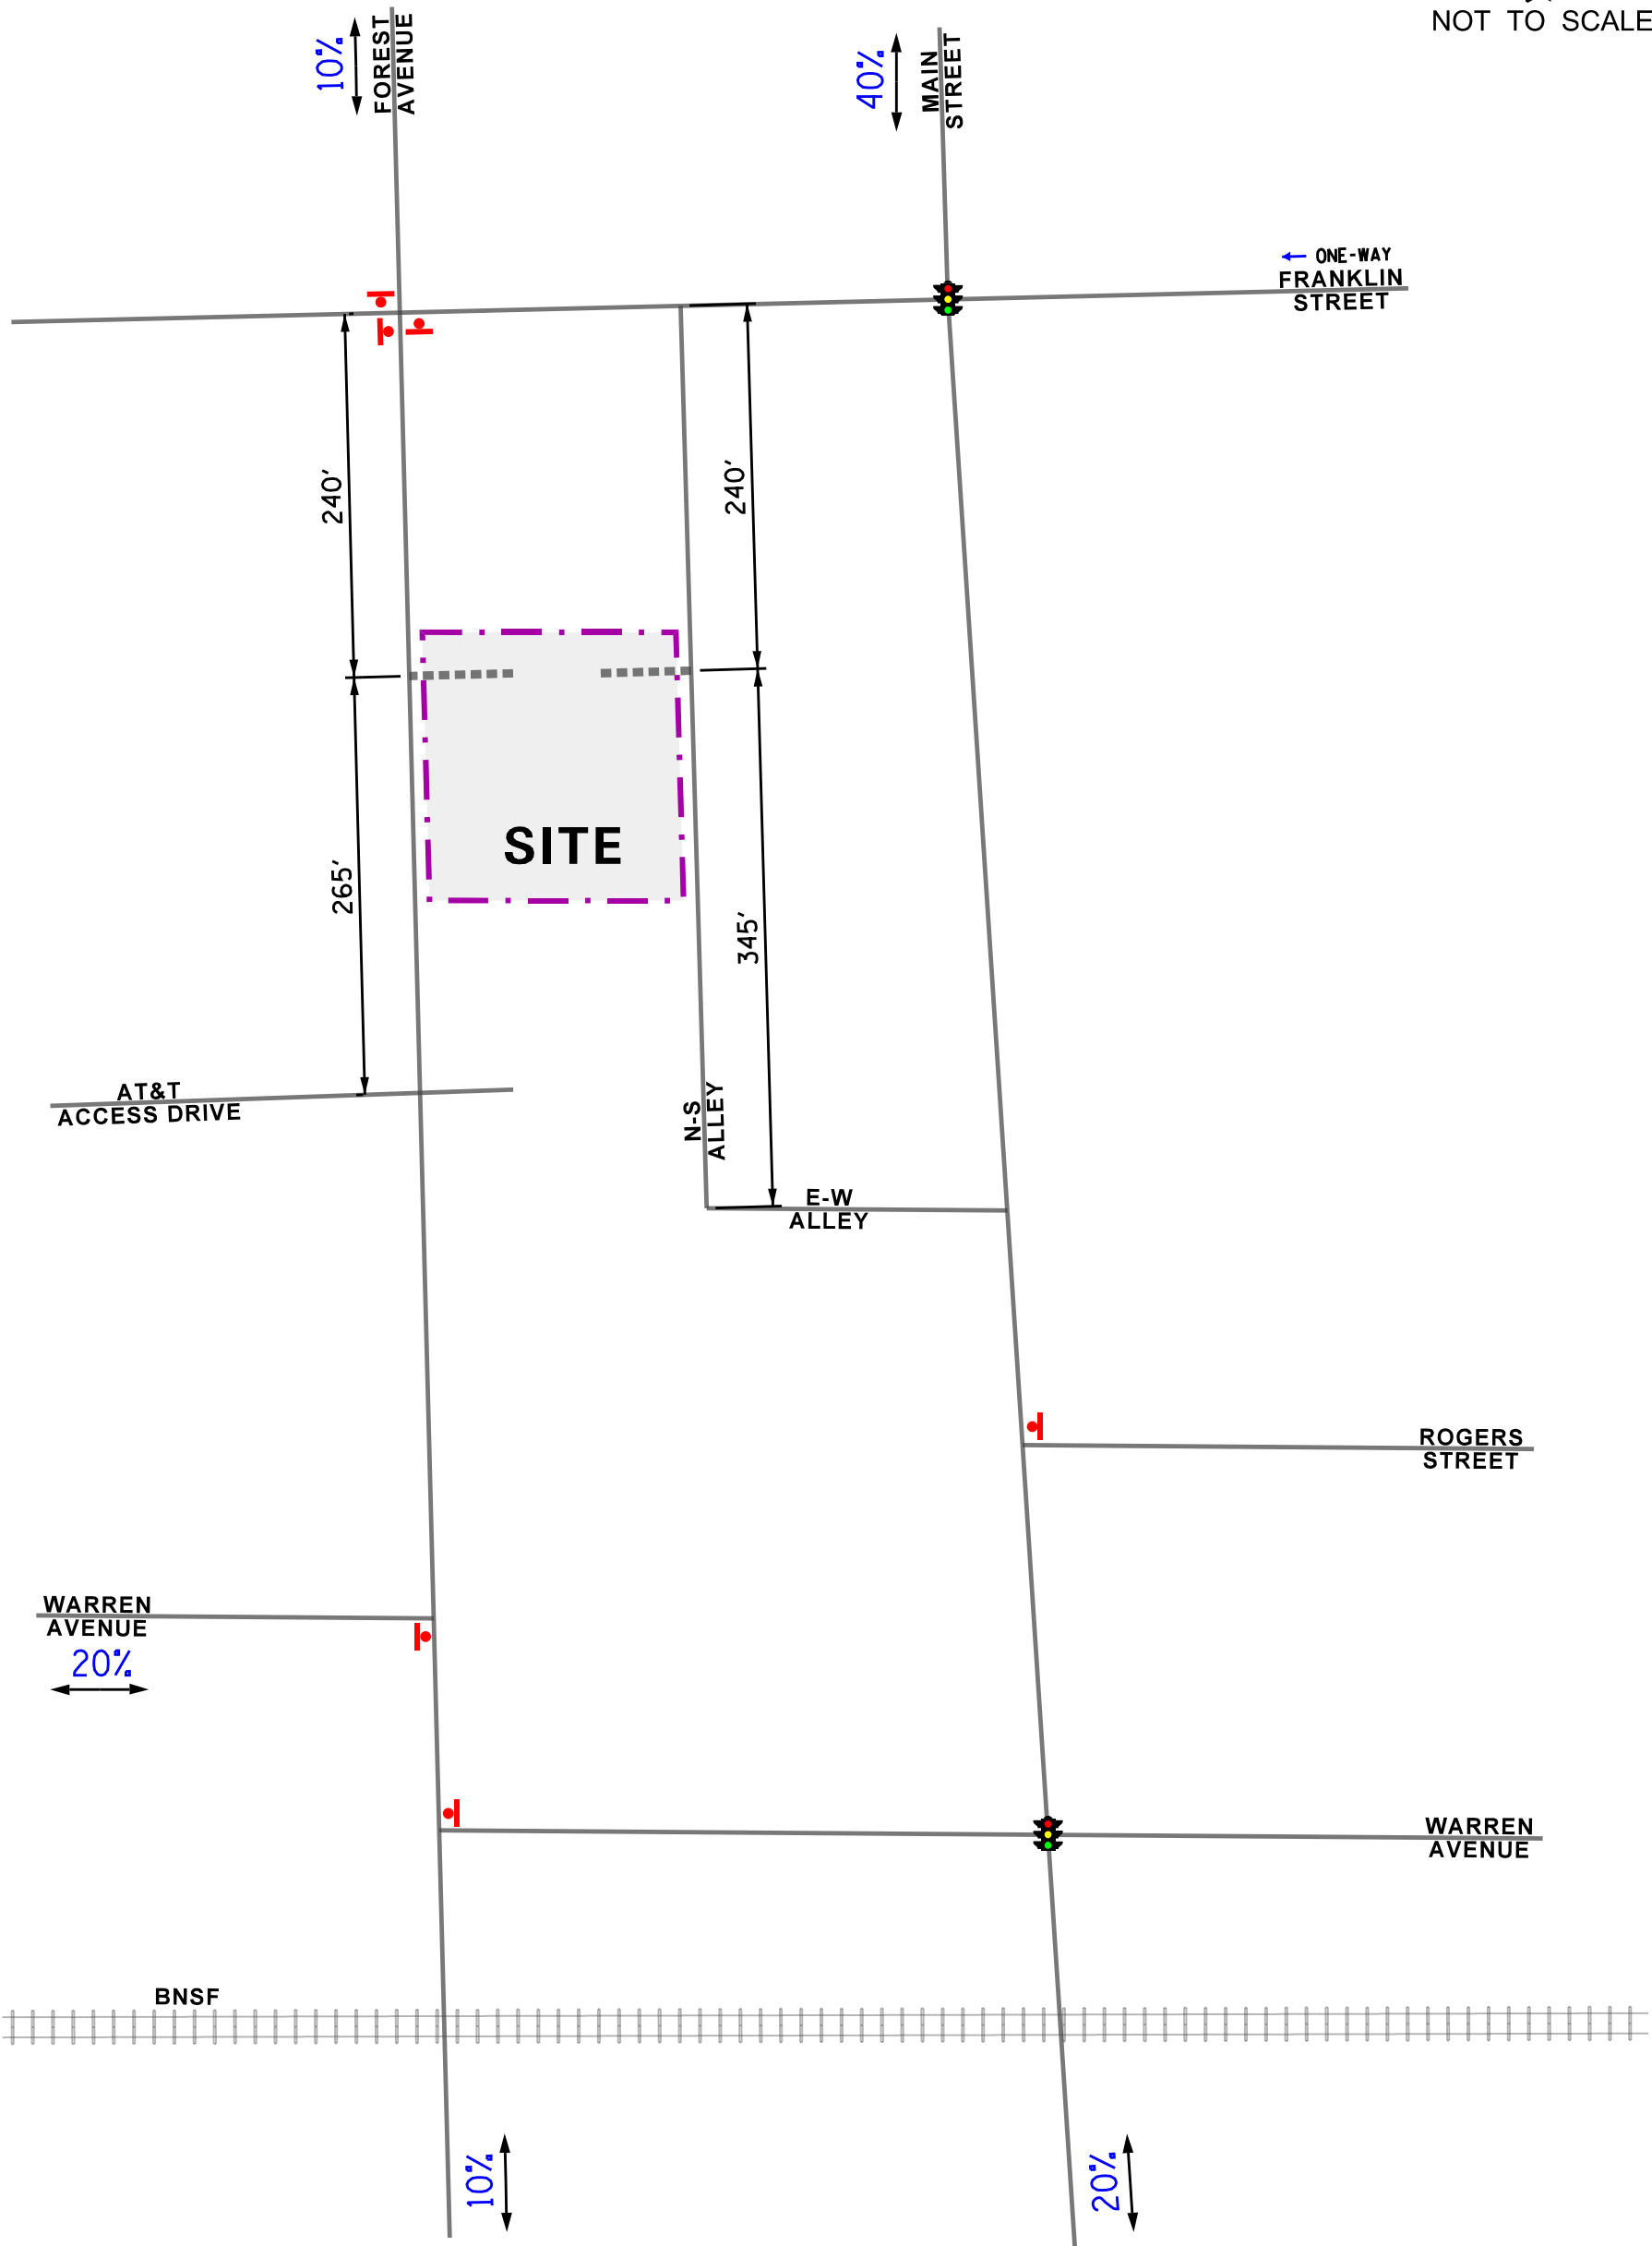 NOT TO SCALE
10%
FOREST
AVENUE
40%
MAIN
STREET
ONE-WAY
FRANKLIN
STREET
240'
240'
SITE
265'
345'
AT&T
ACCESS DRIVE
N-S
ALLEY
E-W
ALLEY
ROGERS
STREET
WARREN
AVENUE
20%
WARREN
AVENUE
BNSF
10%
20%